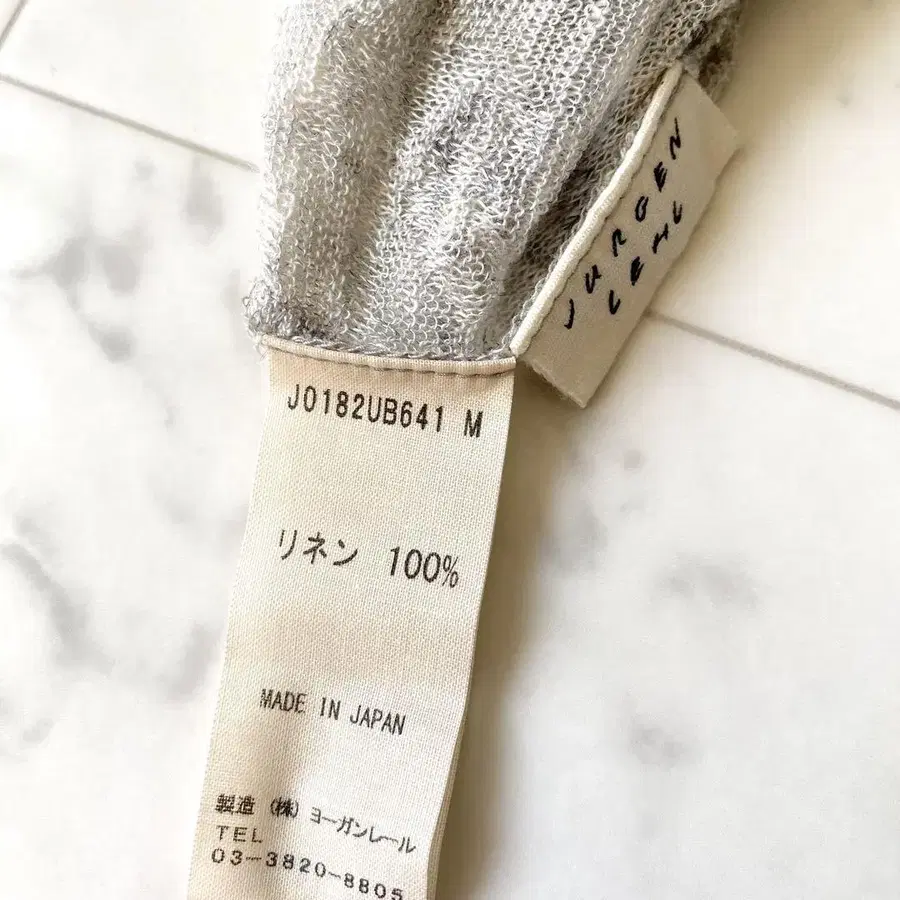 JURGEN
LEHL
J0182UB641 M
リネン 100%
MADE IN JAPAN
製造 (株) ヨーガンレール
TEL
03-3820-8805